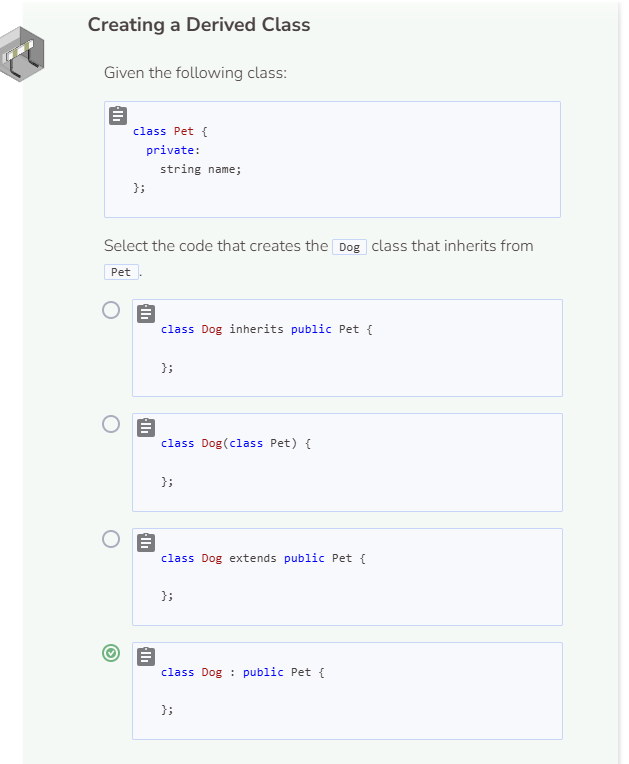 Creating a Derived Class
Given the following class:
class Pet {
  private:
    string name;
};
Select the code that creates the Dog class that inherits from
Pet.
class Dog inherits public Pet {
};
class Dog(class Pet) {
};
class Dog extends public Pet {
};
class Dog : public Pet {
};